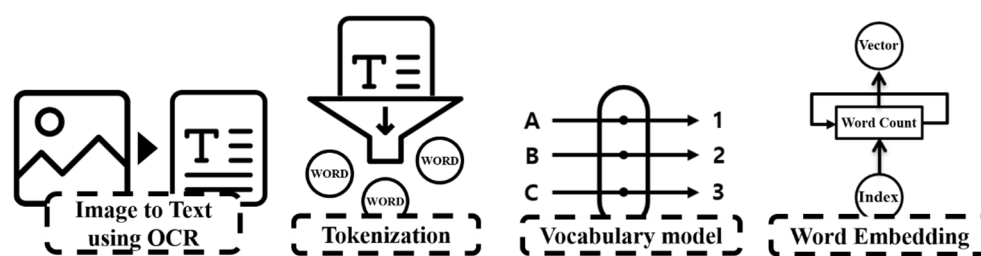 T
Image to Text
using OCR
T
WORD
WORD
WORD
Tokenization
A 1
B 2
C 3
Vocabulary model
Vector
Word Count
Index
Word Embedding